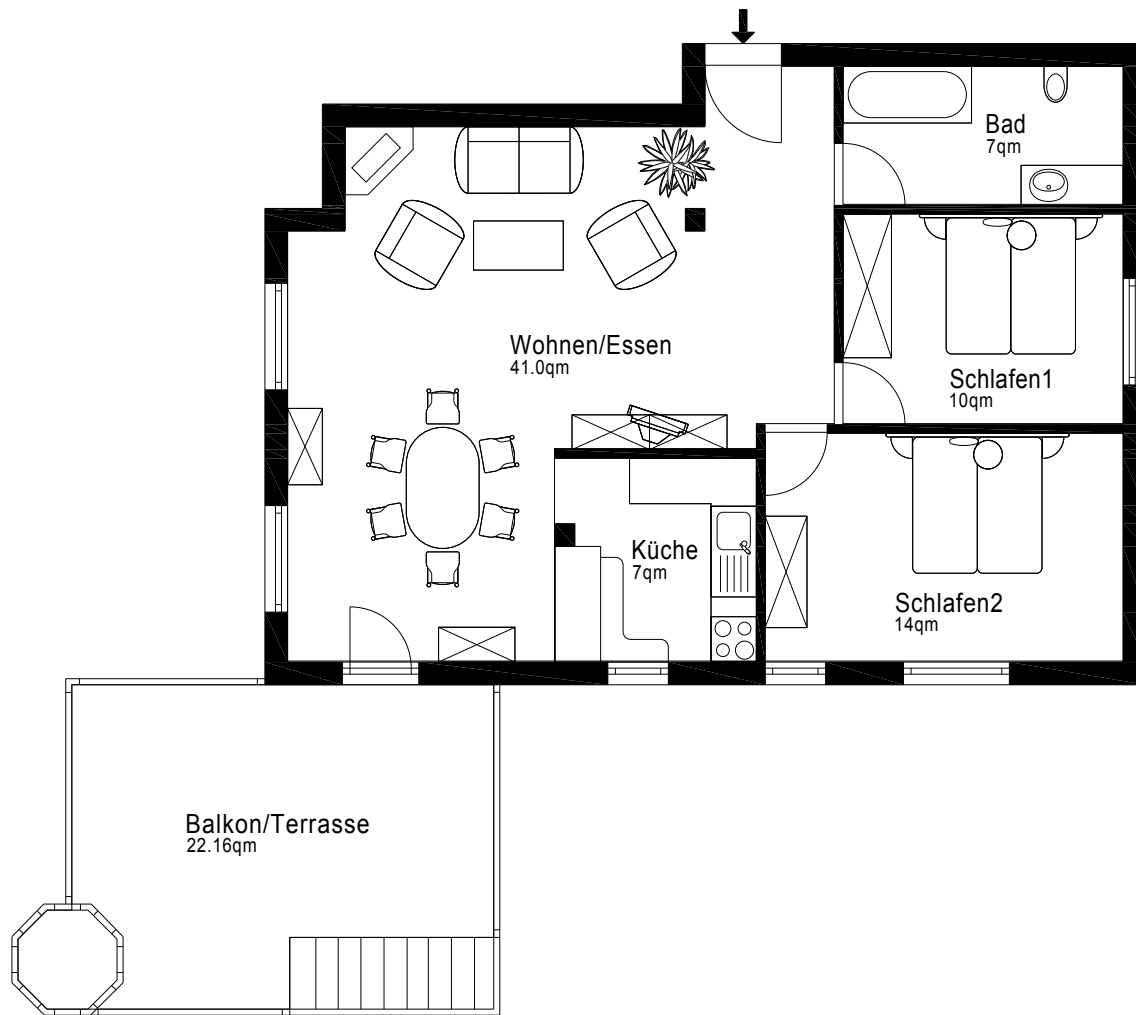 Bad
7qm
Wohnen/Essen
41.0qm
Schlafen1
10qm
Küche
7qm
Schlafen2
14qm
Balkon/Terrasse
22.16qm